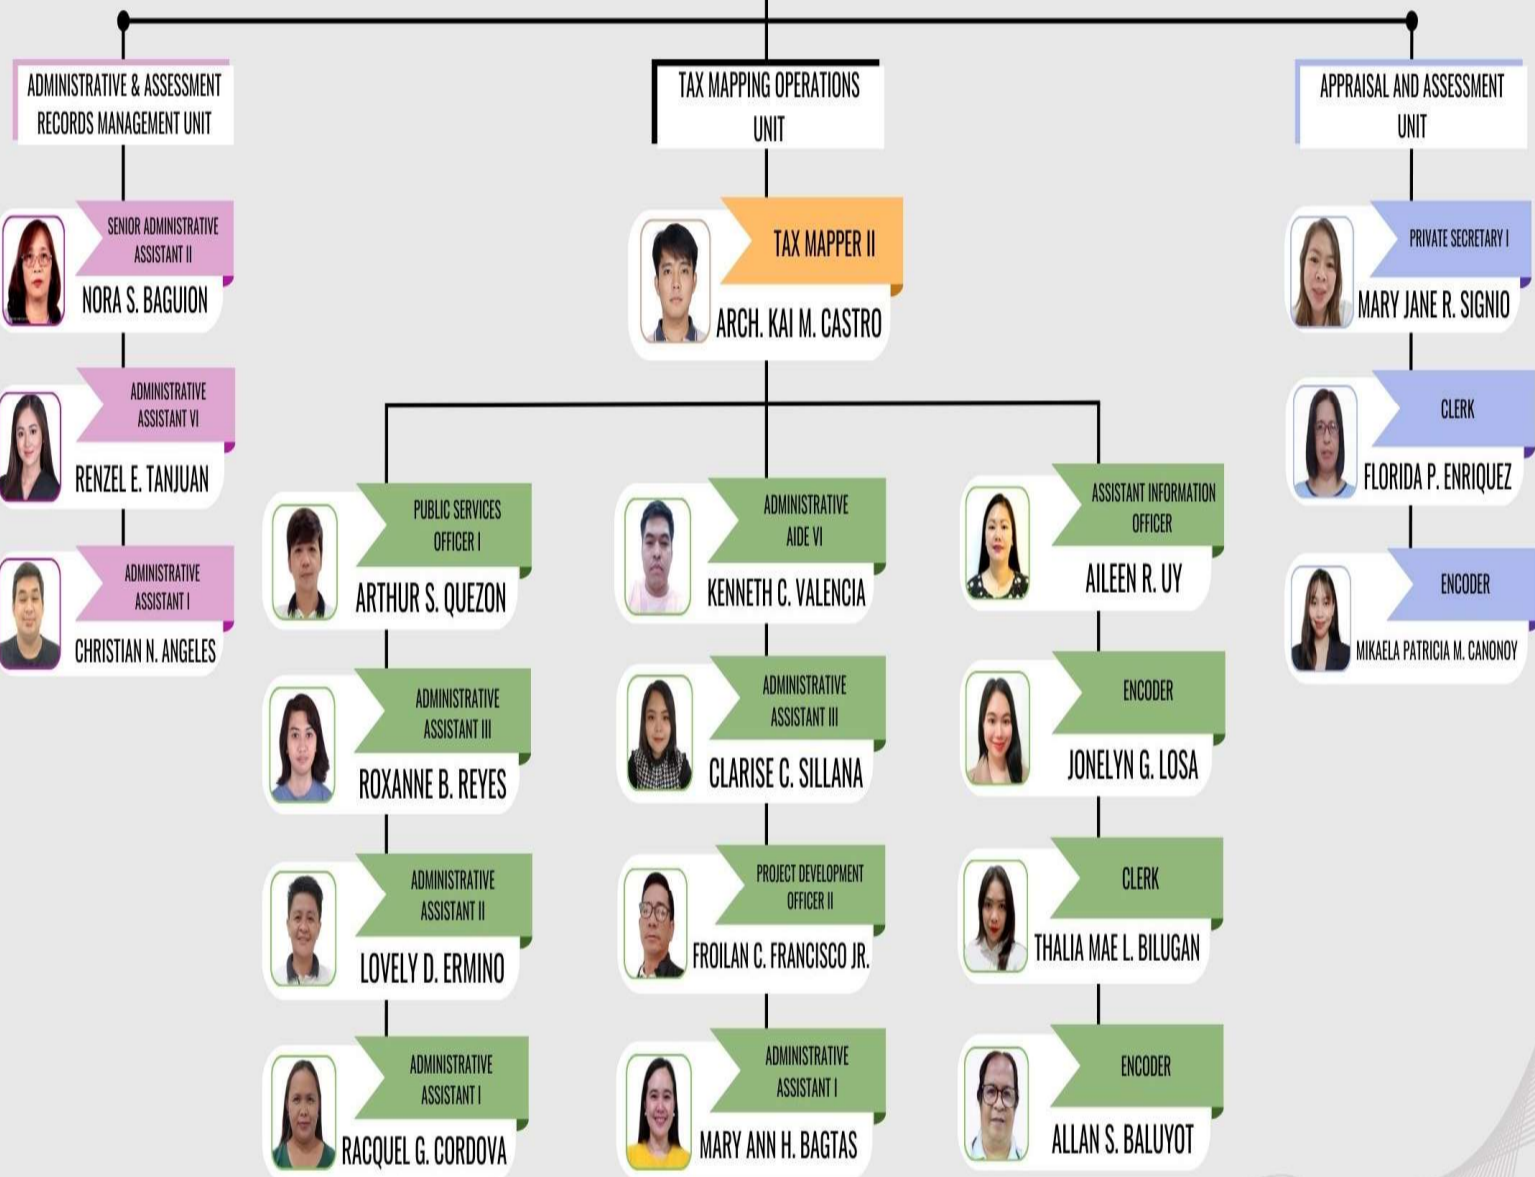 ADMINISTRATIVE & ASSESSMENT
RECORDS MANAGEMENT UNIT
SENIOR ADMINISTRATIVE
ASSISTANT II
NORA S. BAGUION
ADMINISTRATIVE
ASSISTANT VI
RENZEL E. TANJUAN
ADMINISTRATIVE
ASSISTANT I
CHRISTIAN N. ANGELES
TAX MAPPING OPERATIONS
UNIT
TAX MAPPER II
ARCH. KAI M. CASTRO
PUBLIC SERVICES
OFFICER I
ARTHUR S. QUEZON
ADMINISTRATIVE
ASSISTANT III
ROXANNE B. REYES
ADMINISTRATIVE
ASSISTANT II
LOVELY D. ERMINO
ADMINISTRATIVE
ASSISTANT I
RACQUEL G. CORDOVA
ADMINISTRATIVE
AIDE VI
KENNETH C. VALENCIA
ADMINISTRATIVE
ASSISTANT III
CLARISE C. SILLANA
PROJECT DEVELOPMENT
OFFICER II
FROILAN C. FRANCISCO JR.
ADMINISTRATIVE
ASSISTANT I
MARY ANN H. BAGTAS
ASSISTANT INFORMATION
OFFICER
AILEEN R. UY
ENCODER
JONELYN G. LOSA
CLERK
THALIA MAE L. BILUGAN
ENCODER
ALLAN S. BALUYOT
APPRAISAL AND ASSESSMENT
UNIT
PRIVATE SECRETARY I
MARY JANE R. SIGNIO
CLERK
FLORIDA P. ENRIQUEZ
ENCODER
MIKAELA PATRICIA M. CANONOY